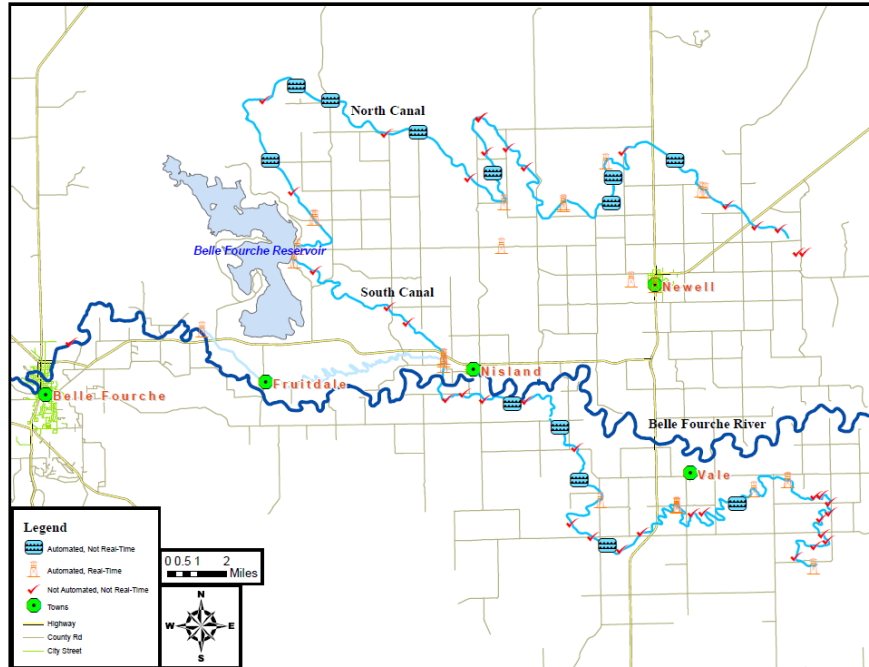 North Canal
Belle Fourche Reservoir
South Canal
Newell
Nisland
Fruitdale
Belle Fourche
Belle Fourche River
Vale
Legend
Automated, Not Real-Time
Automated, Real-Time
Not Automated, Not Real-Time
Towns
Highway
County Rd
City Street
0 0.5 1 2
Miles
N
W E
S